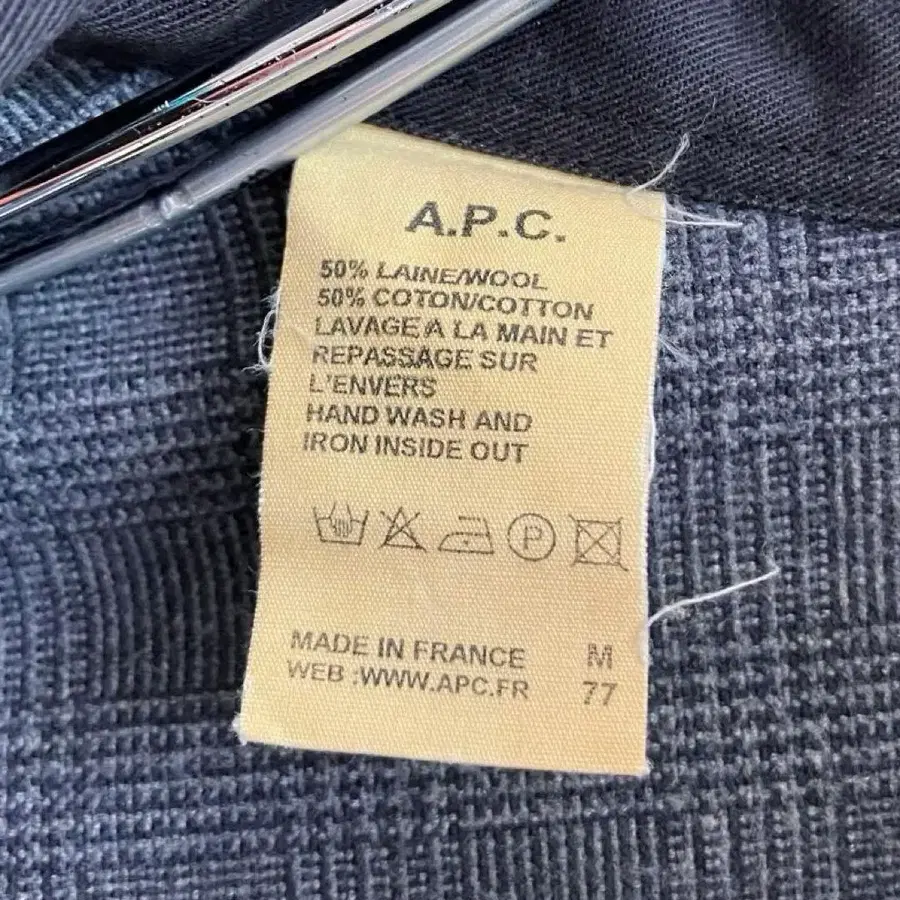 A.P.C.
50% LAINE/WOOL
50% COTON/COTTON
LAVAGE A LA MAIN ET
REPASSAGE SUR
L'ENVERS
HAND WASH AND
IRON INSIDE OUT
P
MADE IN FRANCE M
WEB :WWW.APC.FR 77